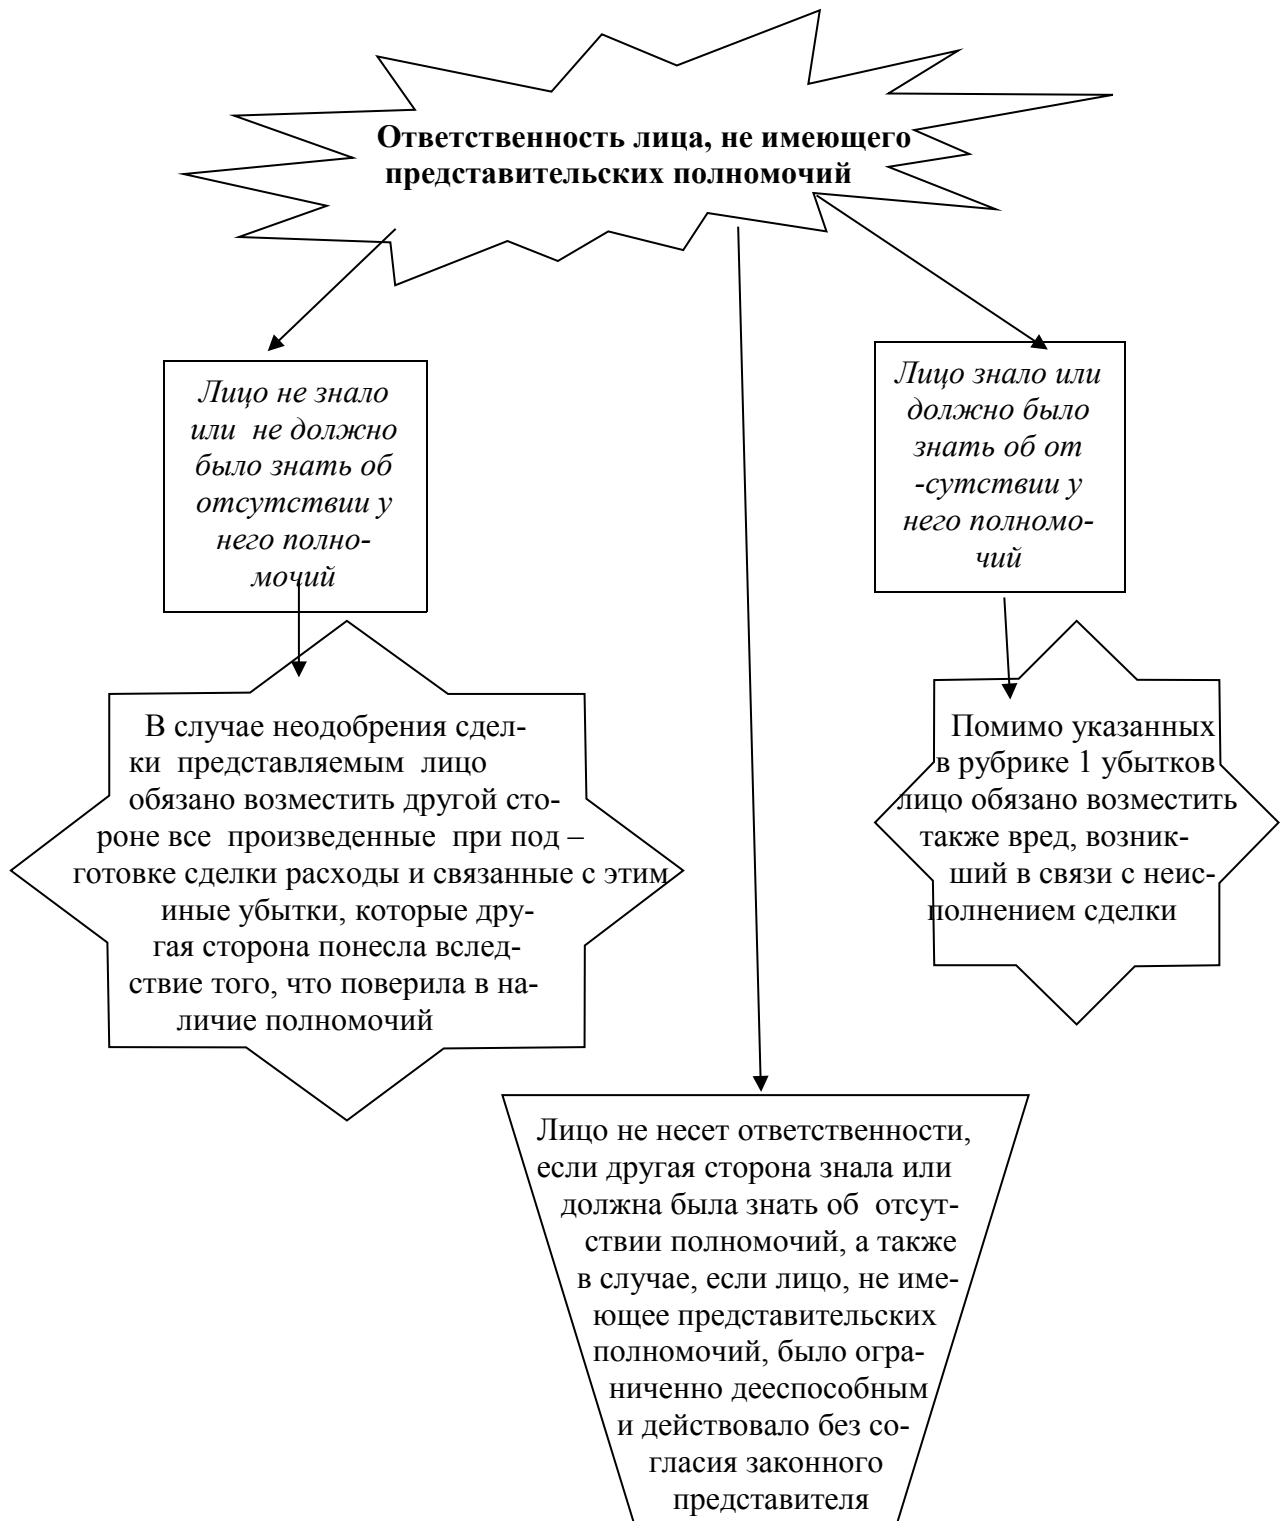 Ответственность лица, не имеющего
представительских полномочий
Лицо не знало
или не должно
было знать об
отсутствии у
него полно-
мочий
Лицо знало или
должно было
знать об от
-сутствии у
него полномо-
чий
В случае неодобрения сдел-
ки представляемым лицо
обязано возместить другой сто-
роне все произведенные при под –
готовке сделки расходы и связанные с этим
иные убытки, которые дру-
гая сторона понесла вслед-
ствие того, что поверила в на-
личие полномочий
Помимо указанных
в рубрике 1 убытков
лицо обязано возместить
также вред, возник-
ший в связи с неис-
полнением сделки
Лицо не несет ответственности,
если другая сторона знала или
должна была знать об отсут-
ствии полномочий, а также
в случае, если лицо, не име-
ющее представительских
полномочий, было огра-
ниченно дееспособным
и действовало без со-
гласия законного
представителя